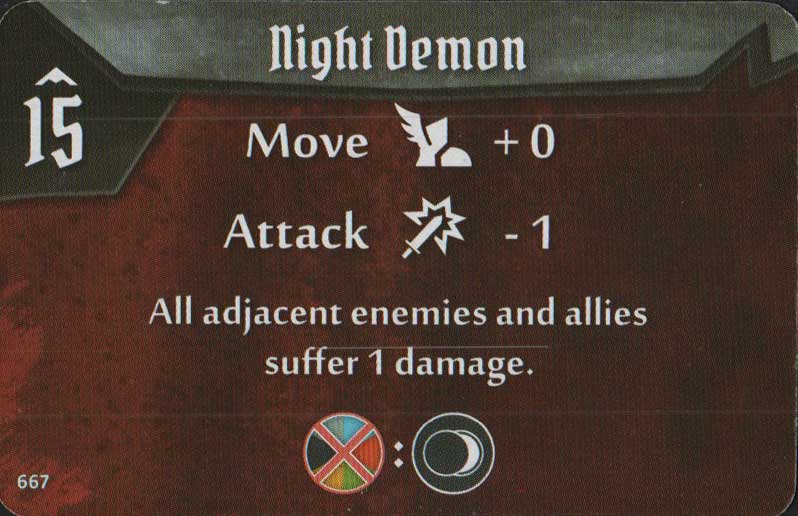 Night Demon
15
Move + 0
Attack - 1
All adjacent enemies and allies
suffer 1 damage.
:
667